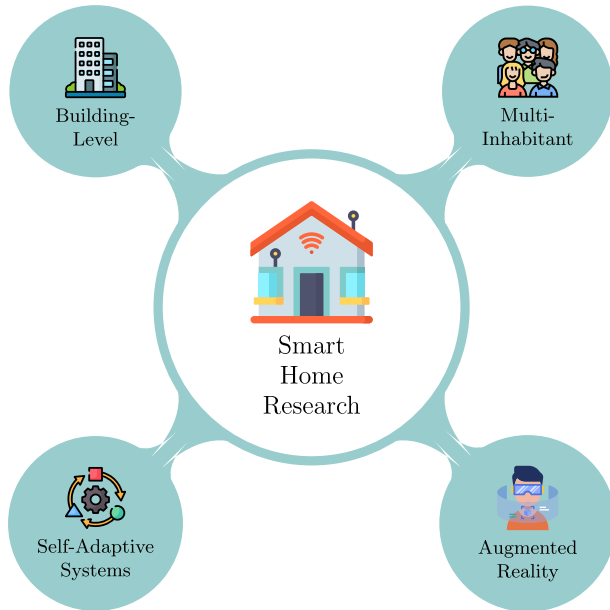 Building-
Level
Multi-
Inhabitant
Smart
Home
Research
Self-Adaptive
Systems
Augmented
Reality